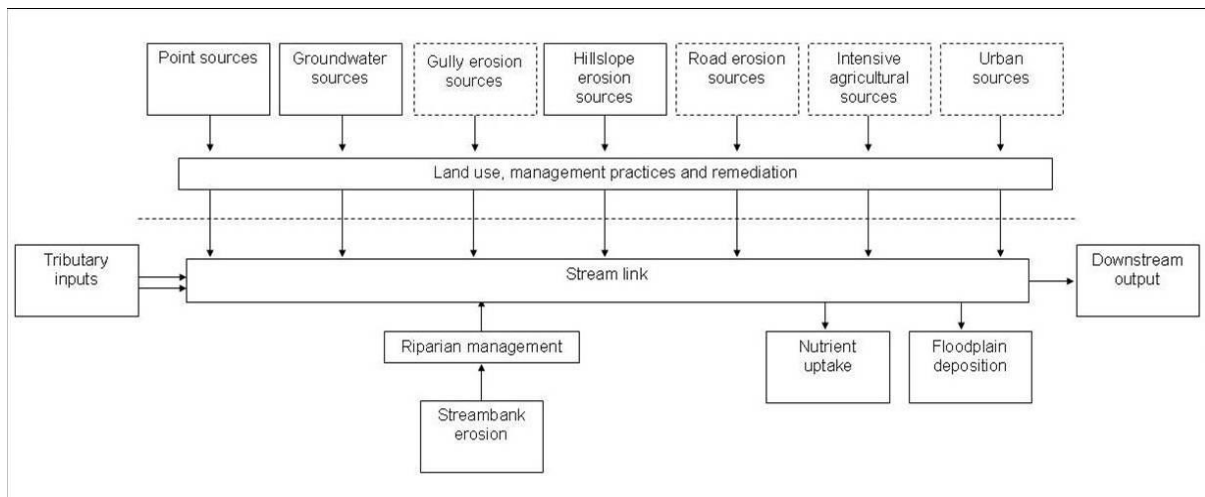 Point sources
Groundwater
sources
Gully erosion
sources
Hillslope
erosion
sources
Road erosion
sources
Intensive
agricultural
sources
Urban
sources
Land use, management practices and remediation
Tributary
inputs
Stream link
Downstream
output
Riparian management
Nutrient
uptake
Floodplain
deposition
Streambank
erosion